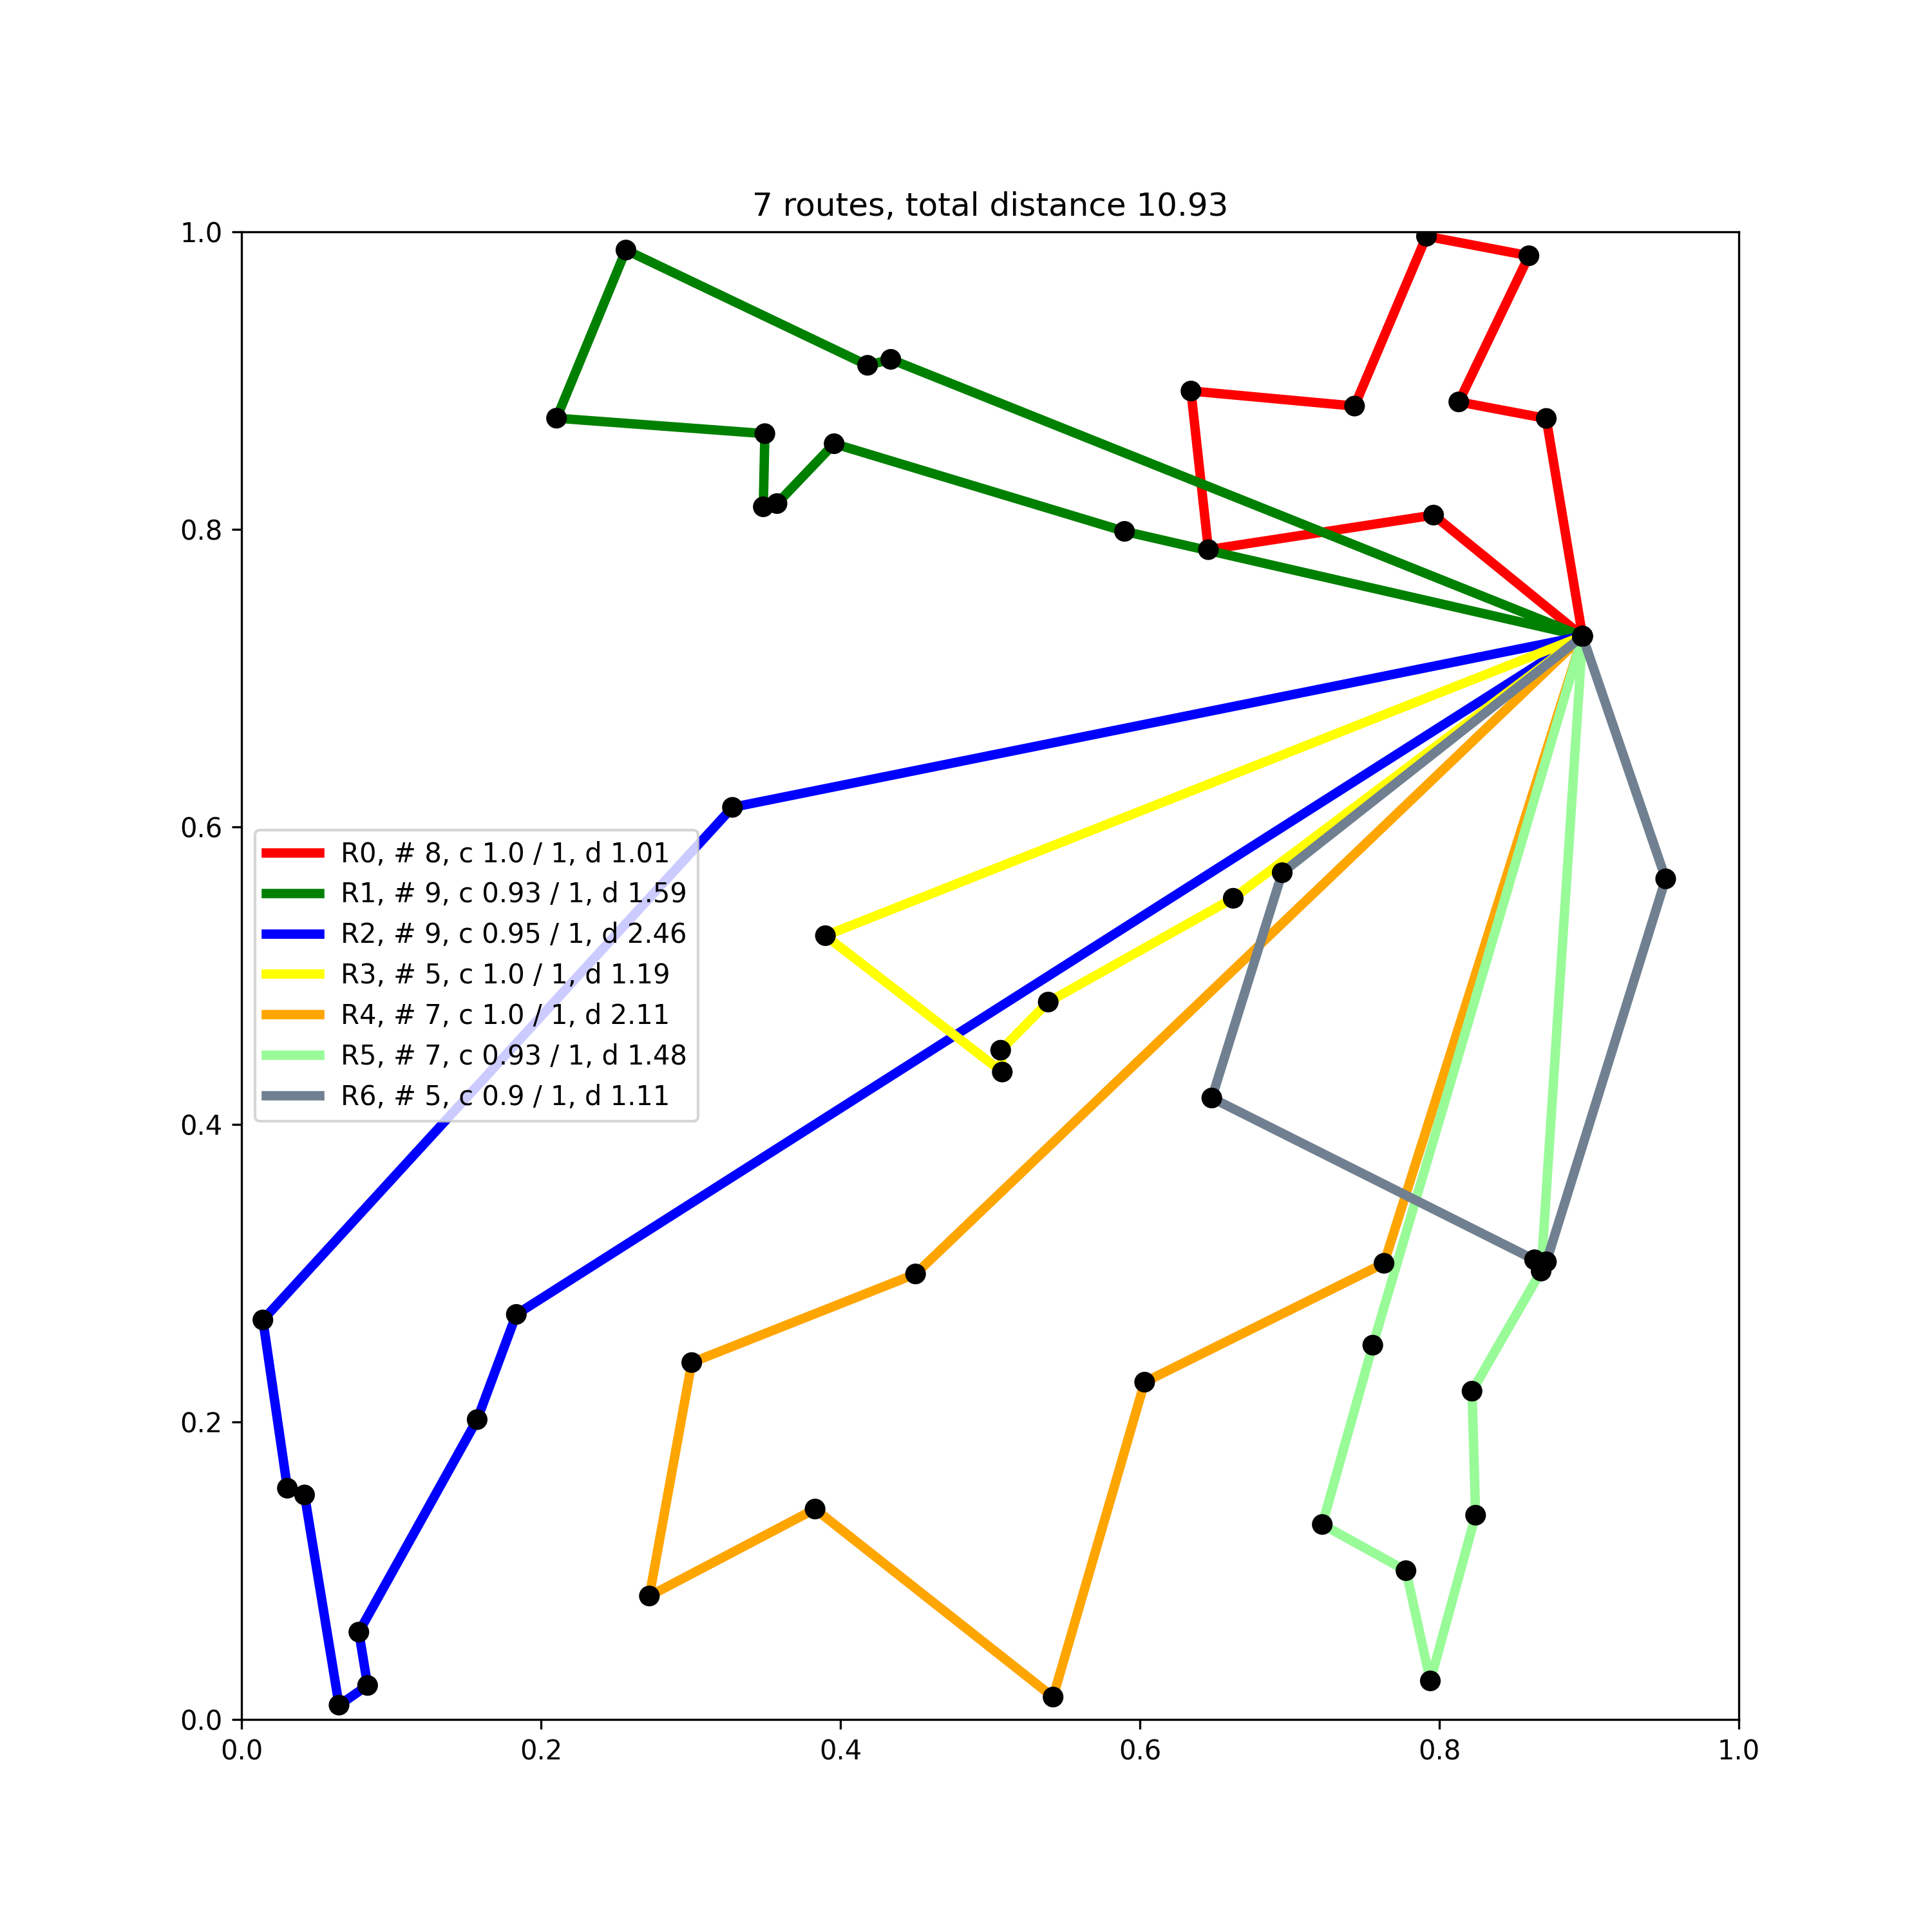 7 routes, total distance 10.93
1.0
0.8
0.6
0.4
0.2
0.0
R0, # 8, c 1.0 / 1, d 1.01
R1, # 9, c 0.93 / 1, d 1.59
R2, # 9, c 0.95 / 1, d 2.46
R3, # 5, c 1.0 / 1, d 1.19
R4, # 7, c 1.0 / 1, d 2.11
R5, # 7, c 0.93 / 1, d 1.48
R6, # 5, c 0.9 / 1, d 1.11
0.0 0.2 0.4 0.6 0.8 1.0